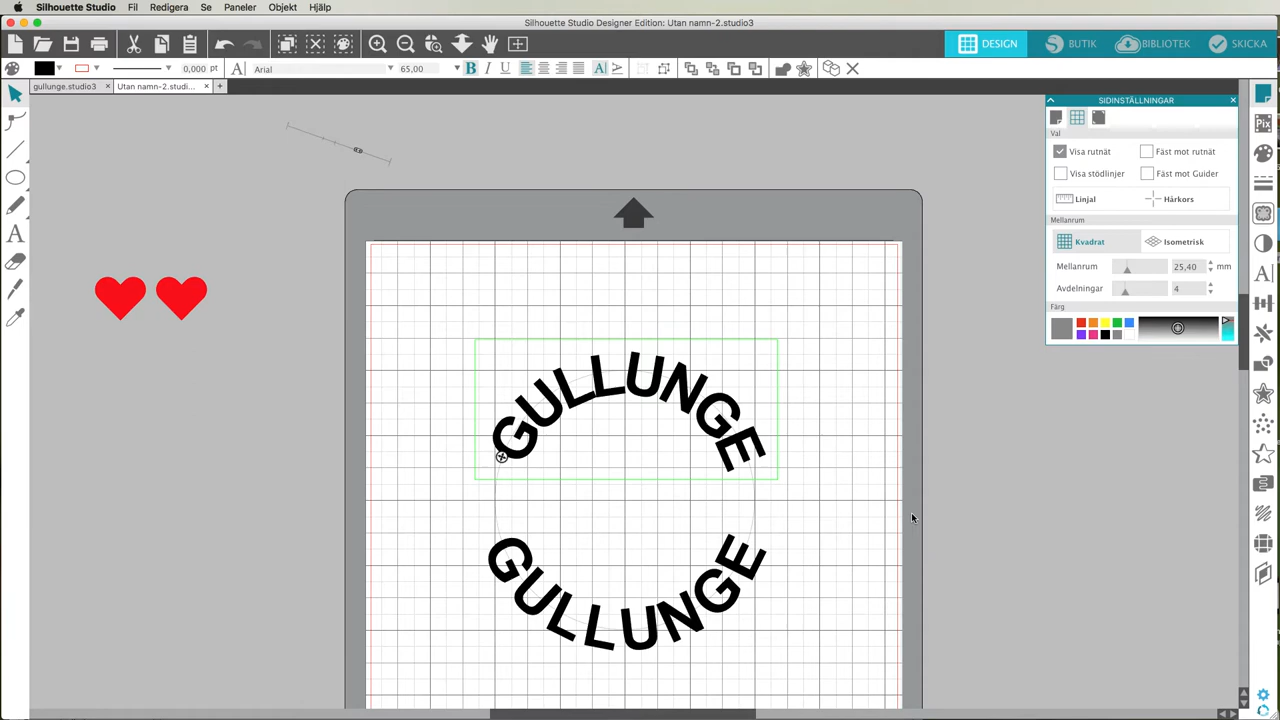 Silhouette Studio Fil Redigera Se Paneler Objekt Hjälp
Silhouette Studio Designer Edition: Utan namn-2.studio3
DESIGN BUTIK BIBLIOTEK SKICKA
0,000 pt Arial 65,00 B I U
gullunge.studio3 × Utan namn-2.studi... × +
SIDINSTÄLLNINGAR
Val
Visa rutnät Fäst mot rutnät
Visa stödlinjer Fäst mot Guider
Linjal Hårkors
Mellanrum
Kvadrat Isometrisk
Mellanrum 25,40 mm
Avdelningar 4
Färg
Pix
GULLUNGE
GULLUNGE